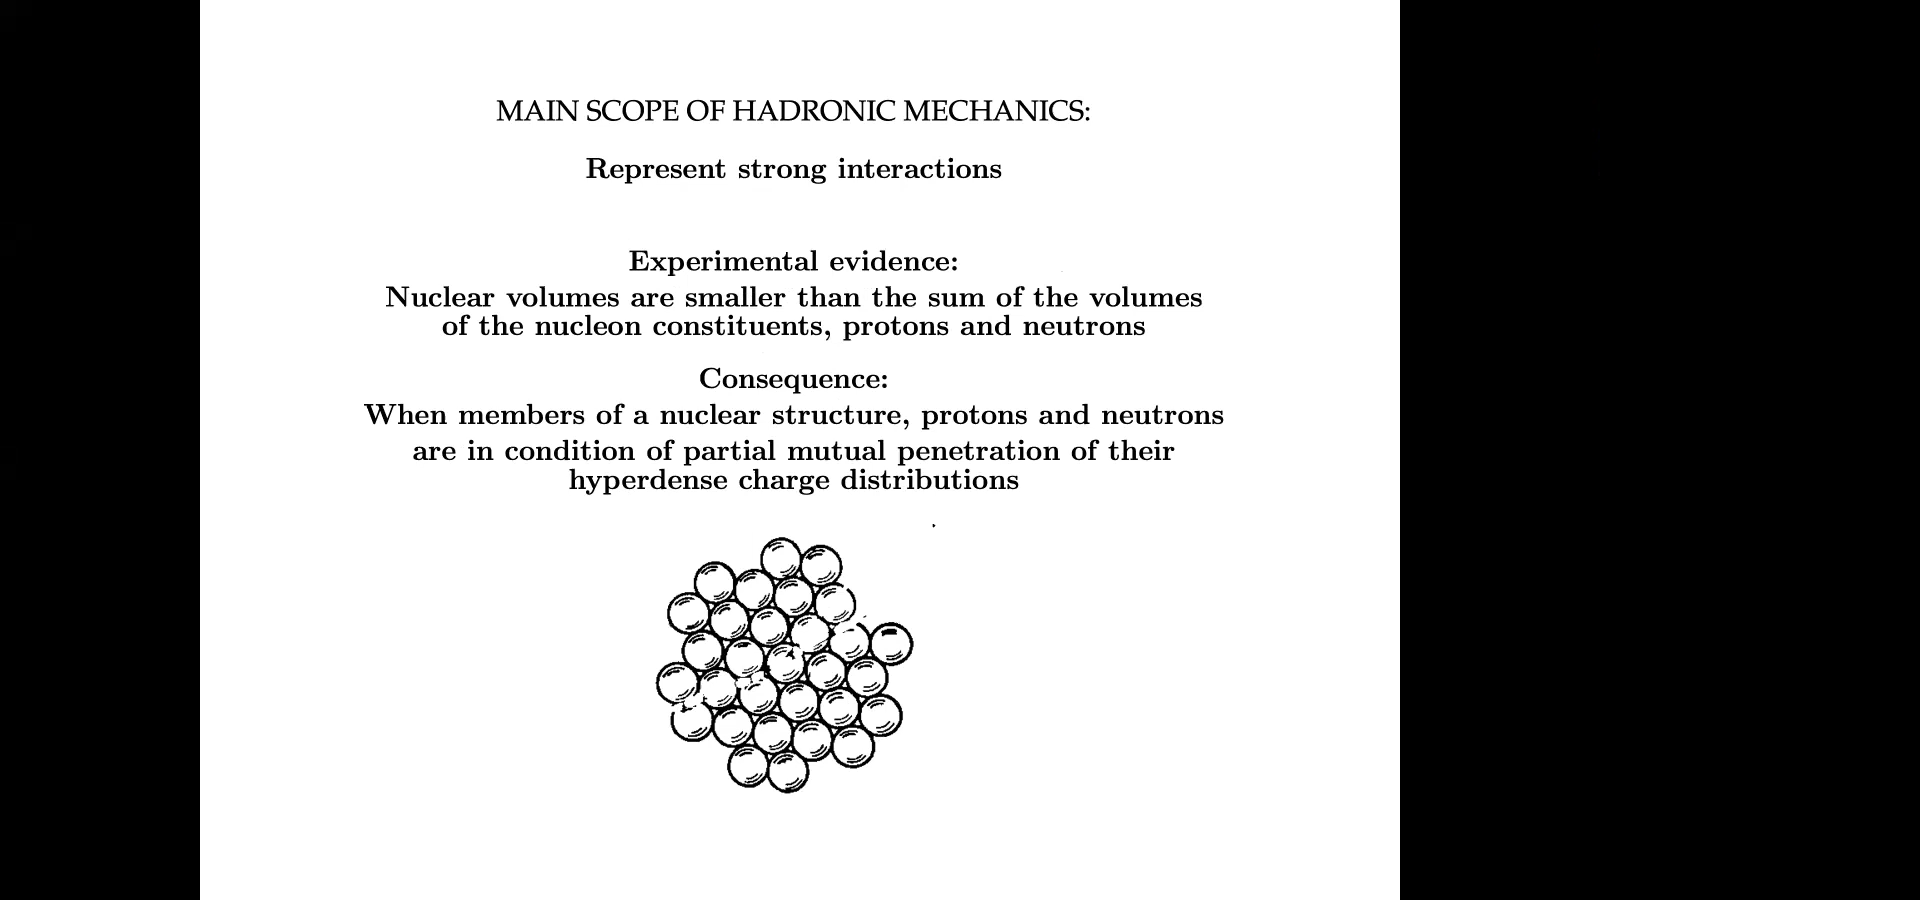 MAIN SCOPE OF HADRONIC MECHANICS:
Represent strong interactions
Experimental evidence:
Nuclear volumes are smaller than the sum of the volumes
of the nucleon constituents, protons and neutrons
Consequence:
When members of a nuclear structure, protons and neutrons
are in condition of partial mutual penetration of their
hyperdense charge distributions